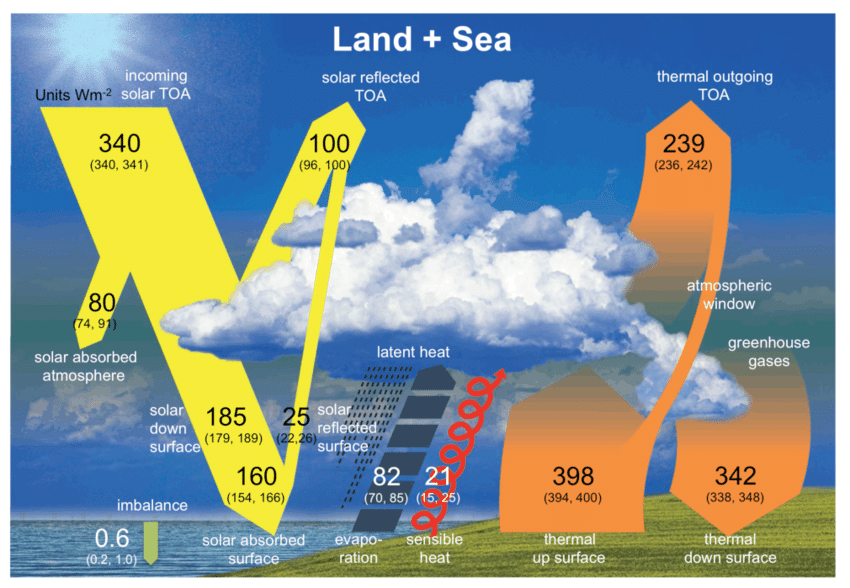 Land + Sea
Units Wm-2
incoming
solar TOA
solar reflected
TOA
thermal outgoing
TOA
340
(340, 341)
100
(96, 100)
239
(236, 242)
80
(74, 91)
solar absorbed
atmosphere
atmospheric
window
greenhouse
gases
latent heat
solar
down
surface
185
(179, 189)
25
(22,26)
solar
reflected
surface
160
(154, 166)
82
(70, 85)
21
(15, 25)
398
(394, 400)
342
(338, 348)
imbalance
0.6
(0.2, 1.0)
solar absorbed
surface
evapo-
ration
sensible
heat
thermal
up surface
thermal
down surface